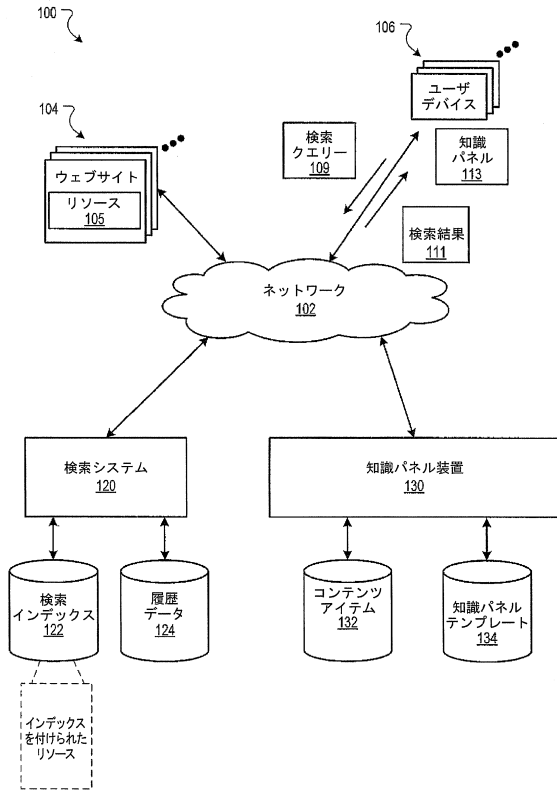 100
104
106
ユーザ
デバイス
検索
クエリー
109
知識
パネル
113
ウェブサイト
リソース
105
検索結果
111
ネットワーク
102
検索システム
120
知識パネル装置
130
検索
インデックス
122
履歴
データ
124
コンテンツ
アイテム
132
知識パネル
テンプレート
134
インデックス
を付けられた
リソース